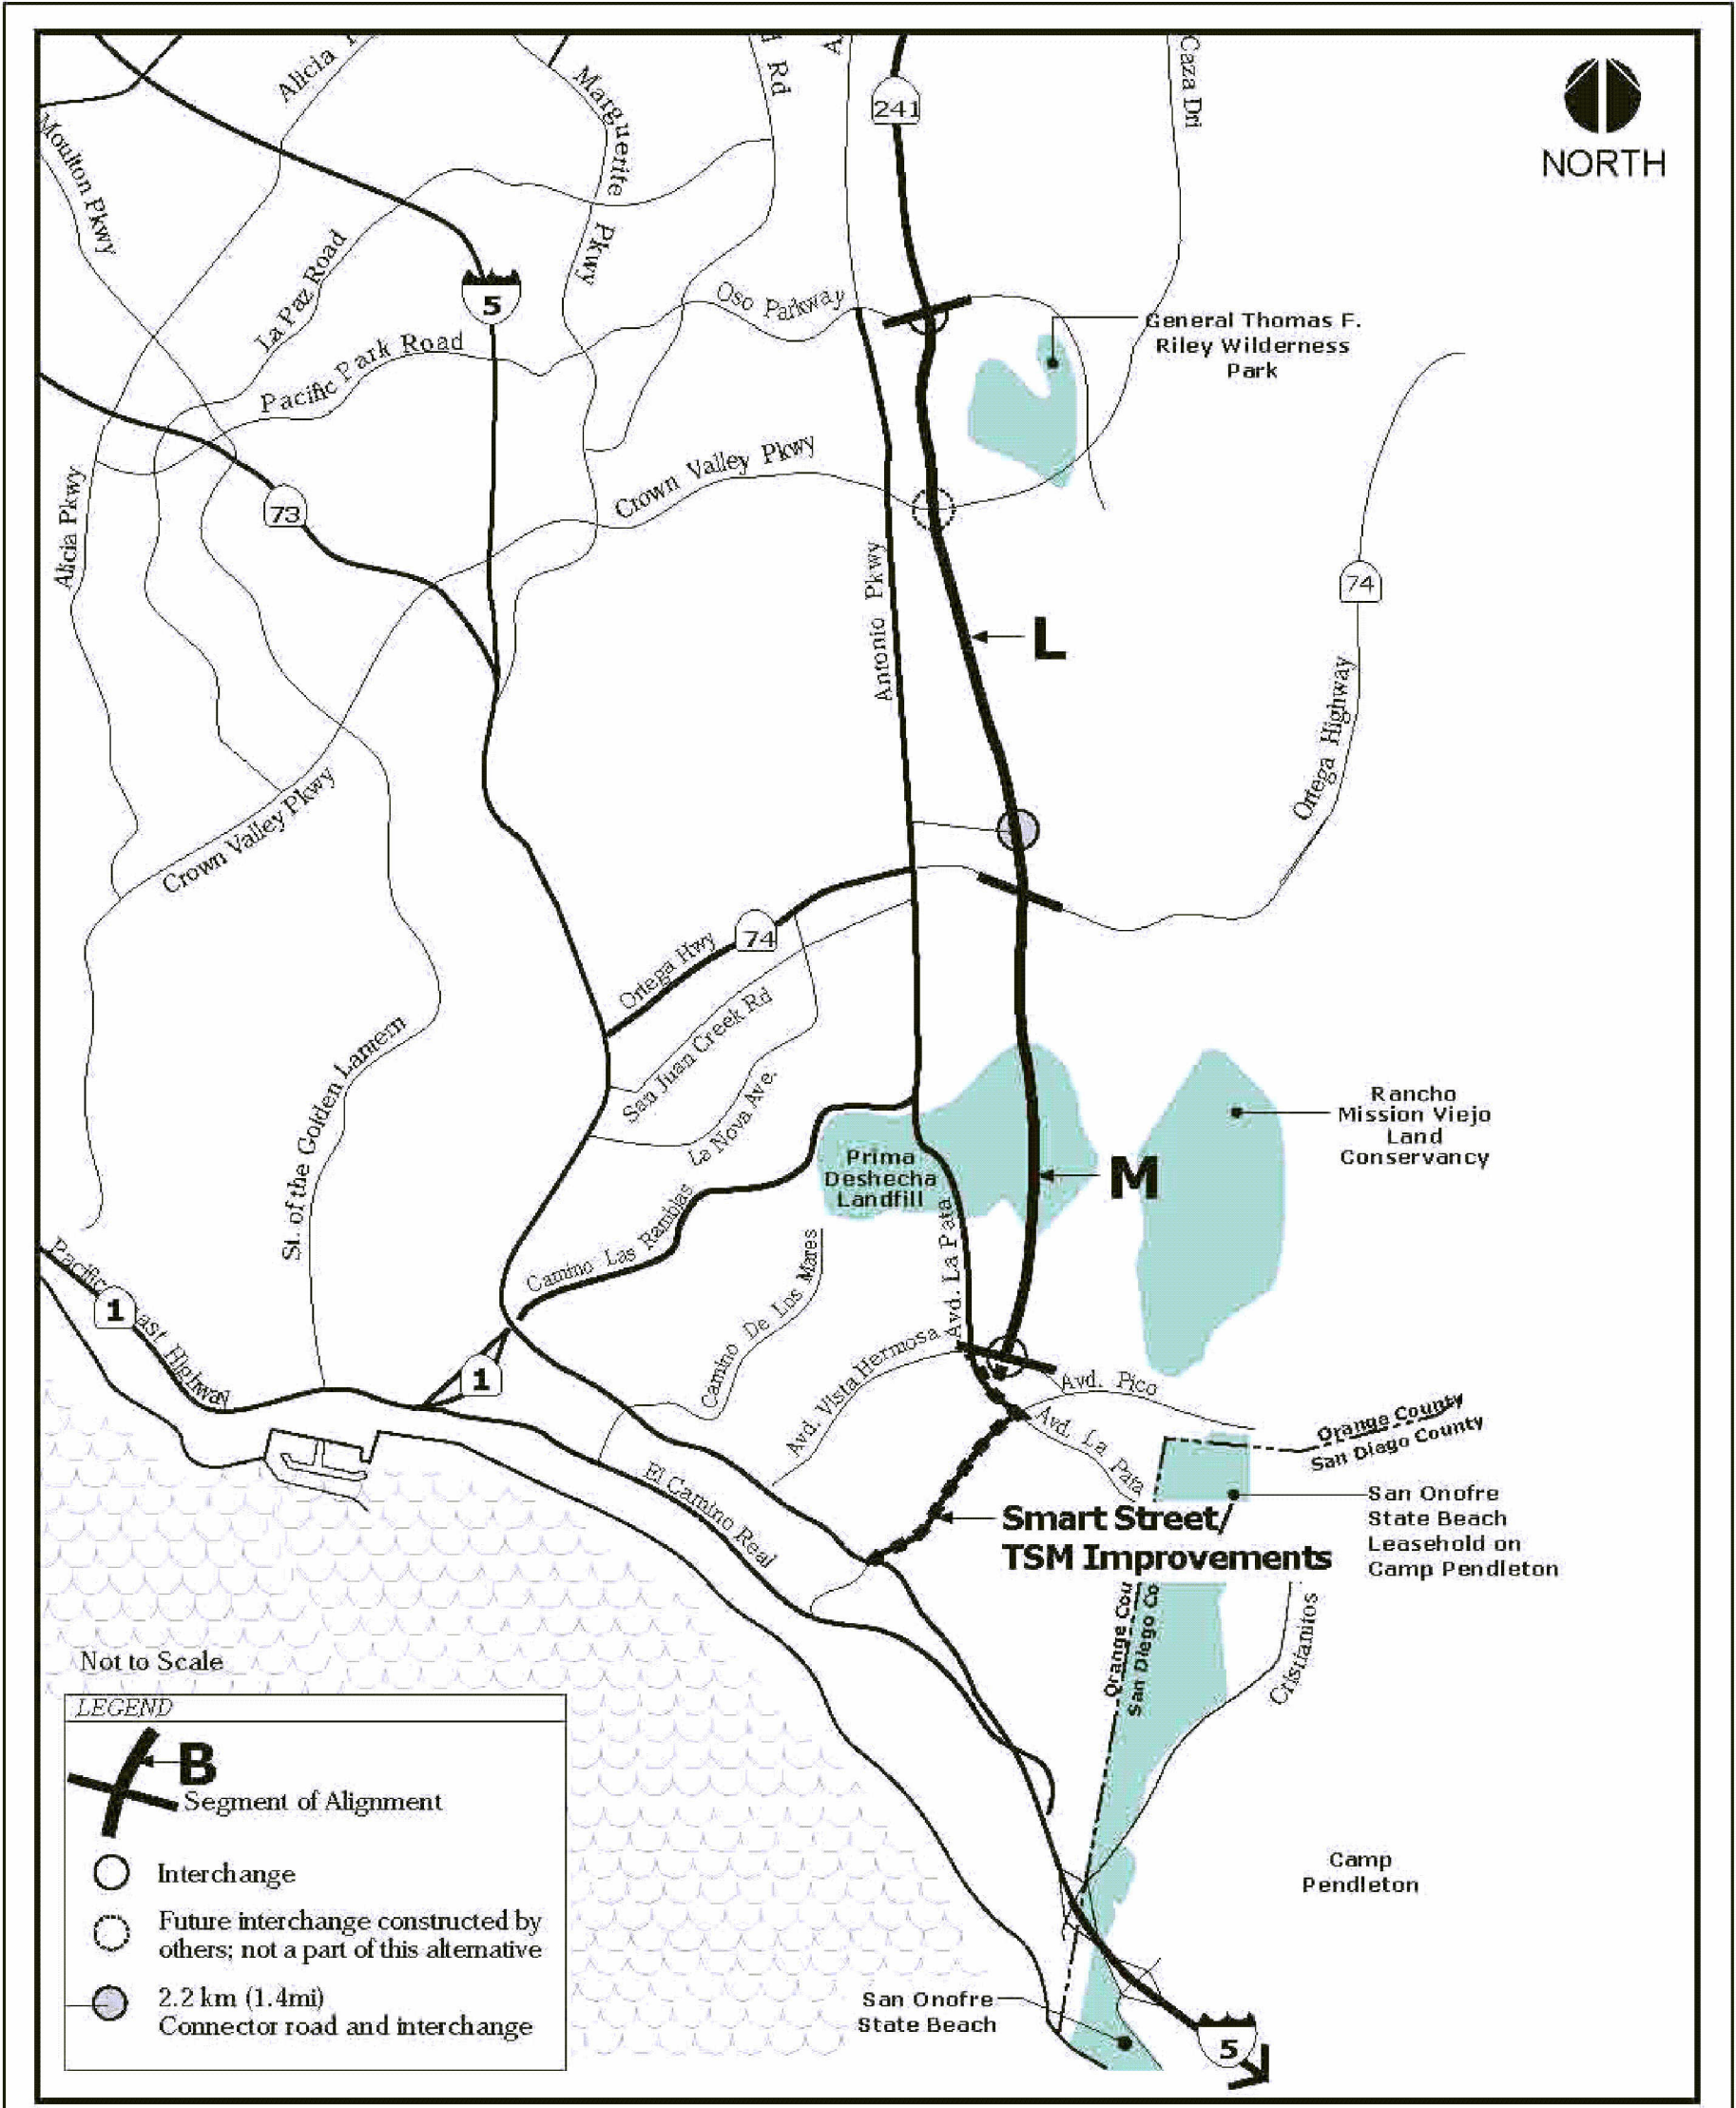 Alicia
Marguerite
Pkwy
Rd
A
241
Caza Dri
NORTH
Moulton Pkwy
La Paz Road
5
Oso Parkway
General Thomas F.
Riley Wilderness
Park
Pacific Park Road
Crown Valley Pkwy
Alicia Pkwy
73
Antonio Pkwy
74
L
Ortega Highway
Crown Valley Pkwy
Ortega Hwy
74
San Juan Creek Rd
La Nova Ave.
St. of the Golden Lantern
Rancho
Mission Viejo
Land
Conservancy
Prima
Deshecha
Landfill
M
Avd. La Pata
Camino Las Ramblas
Camino De Los Mares
Avd. Vista Hermosa
Pacific
1
ast Highway
1
Avd. Pico
Avd. La Pata
Orange County
San Diego County
El Camino Real
San Onofre
State Beach
Leasehold on
Camp Pendleton
Smart Street/
TSM Improvements
Orange Cou
San Diego Co
Cristianitos
Not to Scale
LEGEND
B
Segment of Alignment
Interchange
Future interchange constructed by
others; not a part of this alternative
2.2 km (1.4mi)
Connector road and interchange
Camp
Pendleton
San Onofre
State Beach
5